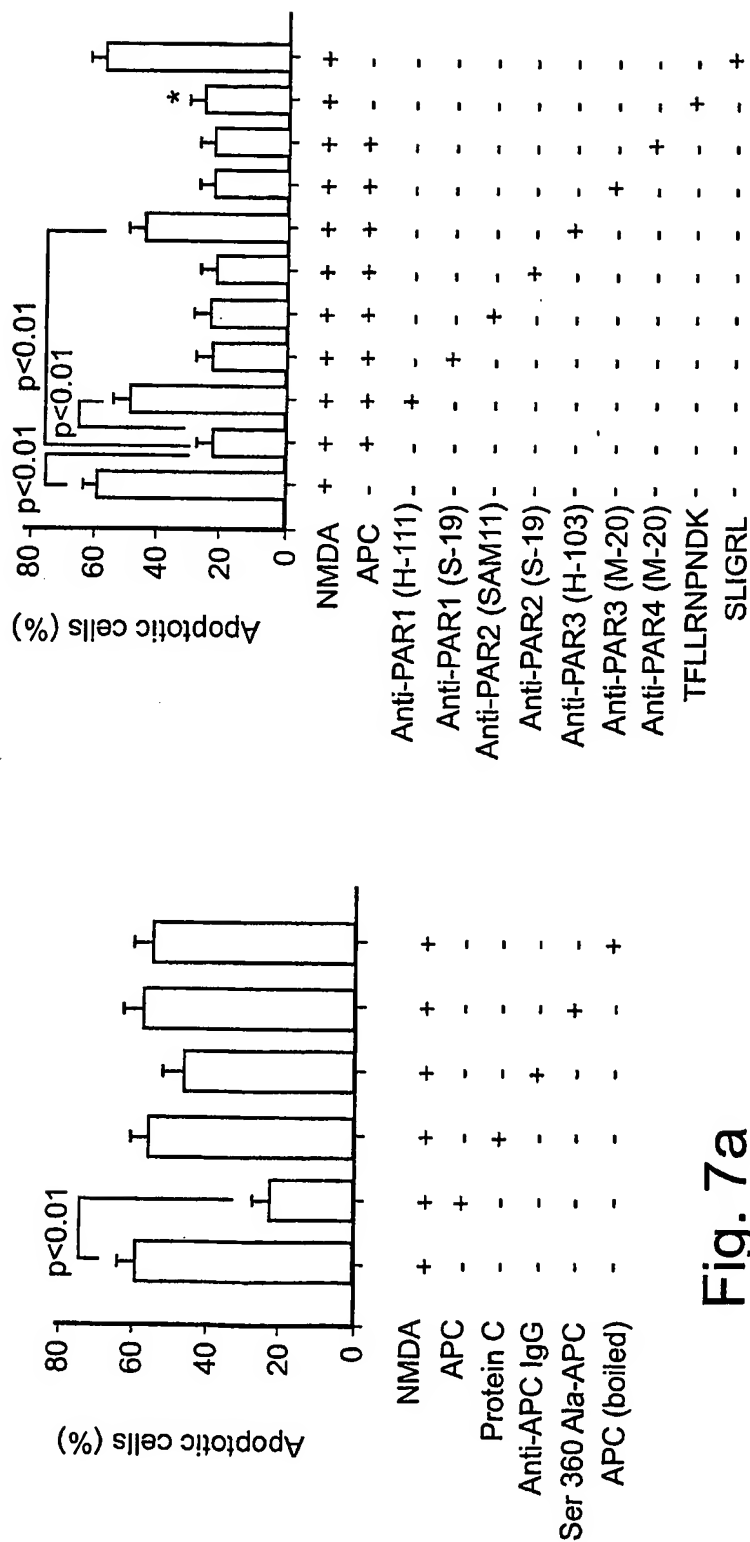 Apoptotic cells (%)
80
60
40
20
0
p<0.01
NMDA + + + + + +
APC - + - - - -
Protein C - - + - - -
Anti-APC IgG - - - + - -
Ser 360 Ala-APC - - - - + -
APC (boiled) - - - - - +
Fig. 7a
Apoptotic cells (%)
80
60
40
20
0
p<0.01
p<0.01
p<0.01
*
NMDA + + + + + + + + + + +
APC - + + + + + + + + - -
Anti-PAR1 (H-111) - - + - - - - - - - -
Anti-PAR1 (S-19) - - - + - - - - - - -
Anti-PAR2 (SAM11) - - - - + - - - - - -
Anti-PAR2 (S-19) - - - - - + - - - - -
Anti-PAR3 (H-103) - - - - - - + - - - -
Anti-PAR3 (M-20) - - - - - - - + - - -
Anti-PAR4 (M-20) - - - - - - - - + - -
TFLLRNPNDK - - - - - - - - - + -
SLIGRL - - - - - - - - - - +